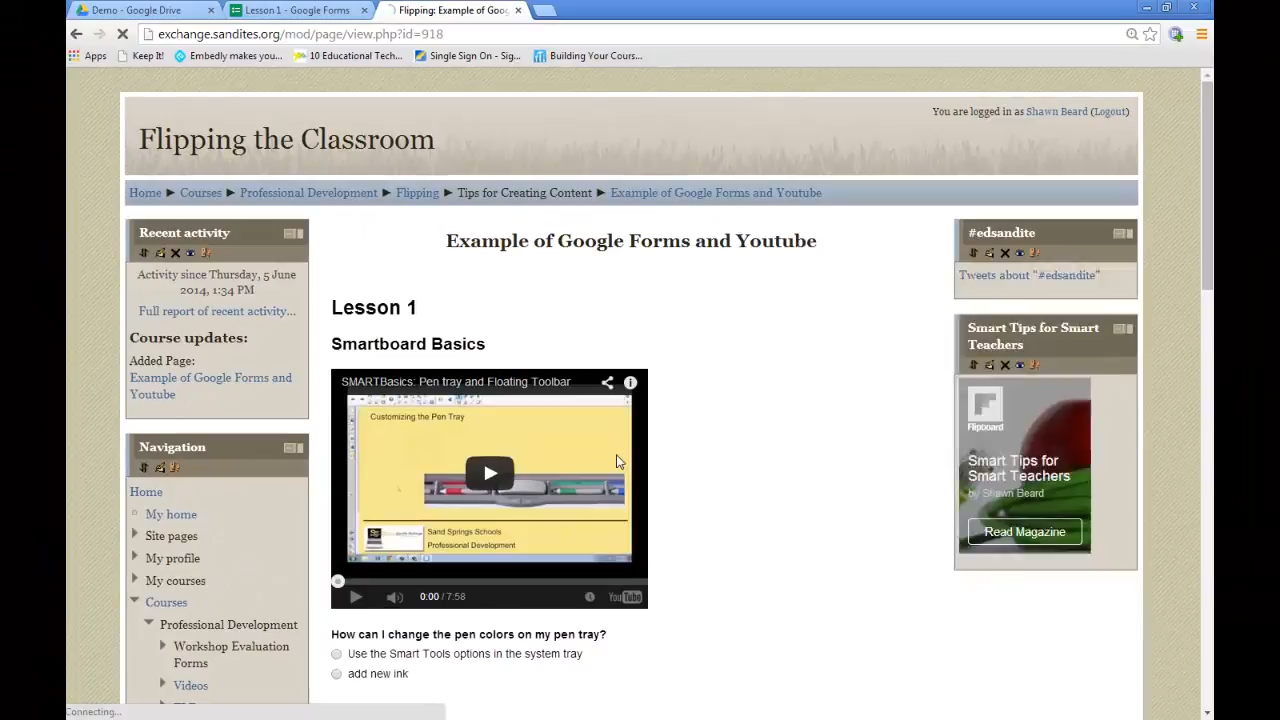 Demo - Google Drive
Lesson 1 - Google Forms
Flipping: Example of Goo
exchange.sandites.org/mod/page/view.php?id=918
Apps
Keep It!
Embedly makes you...
10 Educational Tech...
Single Sign On - Sig...
Building Your Cours...
You are logged in as Shawn Beard (Logout)
Flipping the Classroom
Home ► Courses ► Professional Development ► Flipping ► Tips for Creating Content ► Example of Google Forms and Youtube
Recent activity
Activity since Thursday, 5 June
2014, 1:34 PM
Full report of recent activity...
Course updates:
Added Page:
Example of Google Forms and
Youtube
Navigation
Home
My home
Site pages
My profile
My courses
Courses
Professional Development
Workshop Evaluation
Forms
Videos
Example of Google Forms and Youtube
Lesson 1
Smartboard Basics
SMARTBasics: Pen tray and Floating Toolbar
Customizing the Pen Tray
Sand Springs Schools
Professional Development
0:00 / 7:58
YouTube
How can I change the pen colors on my pen tray?
Use the Smart Tools options in the system tray
add new ink
#edsandite
Tweets about "#edsandite"
Smart Tips for Smart
Teachers
Flipboard
Smart Tips for
Smart Teachers
by Shawn Beard
Read Magazine
Connecting...